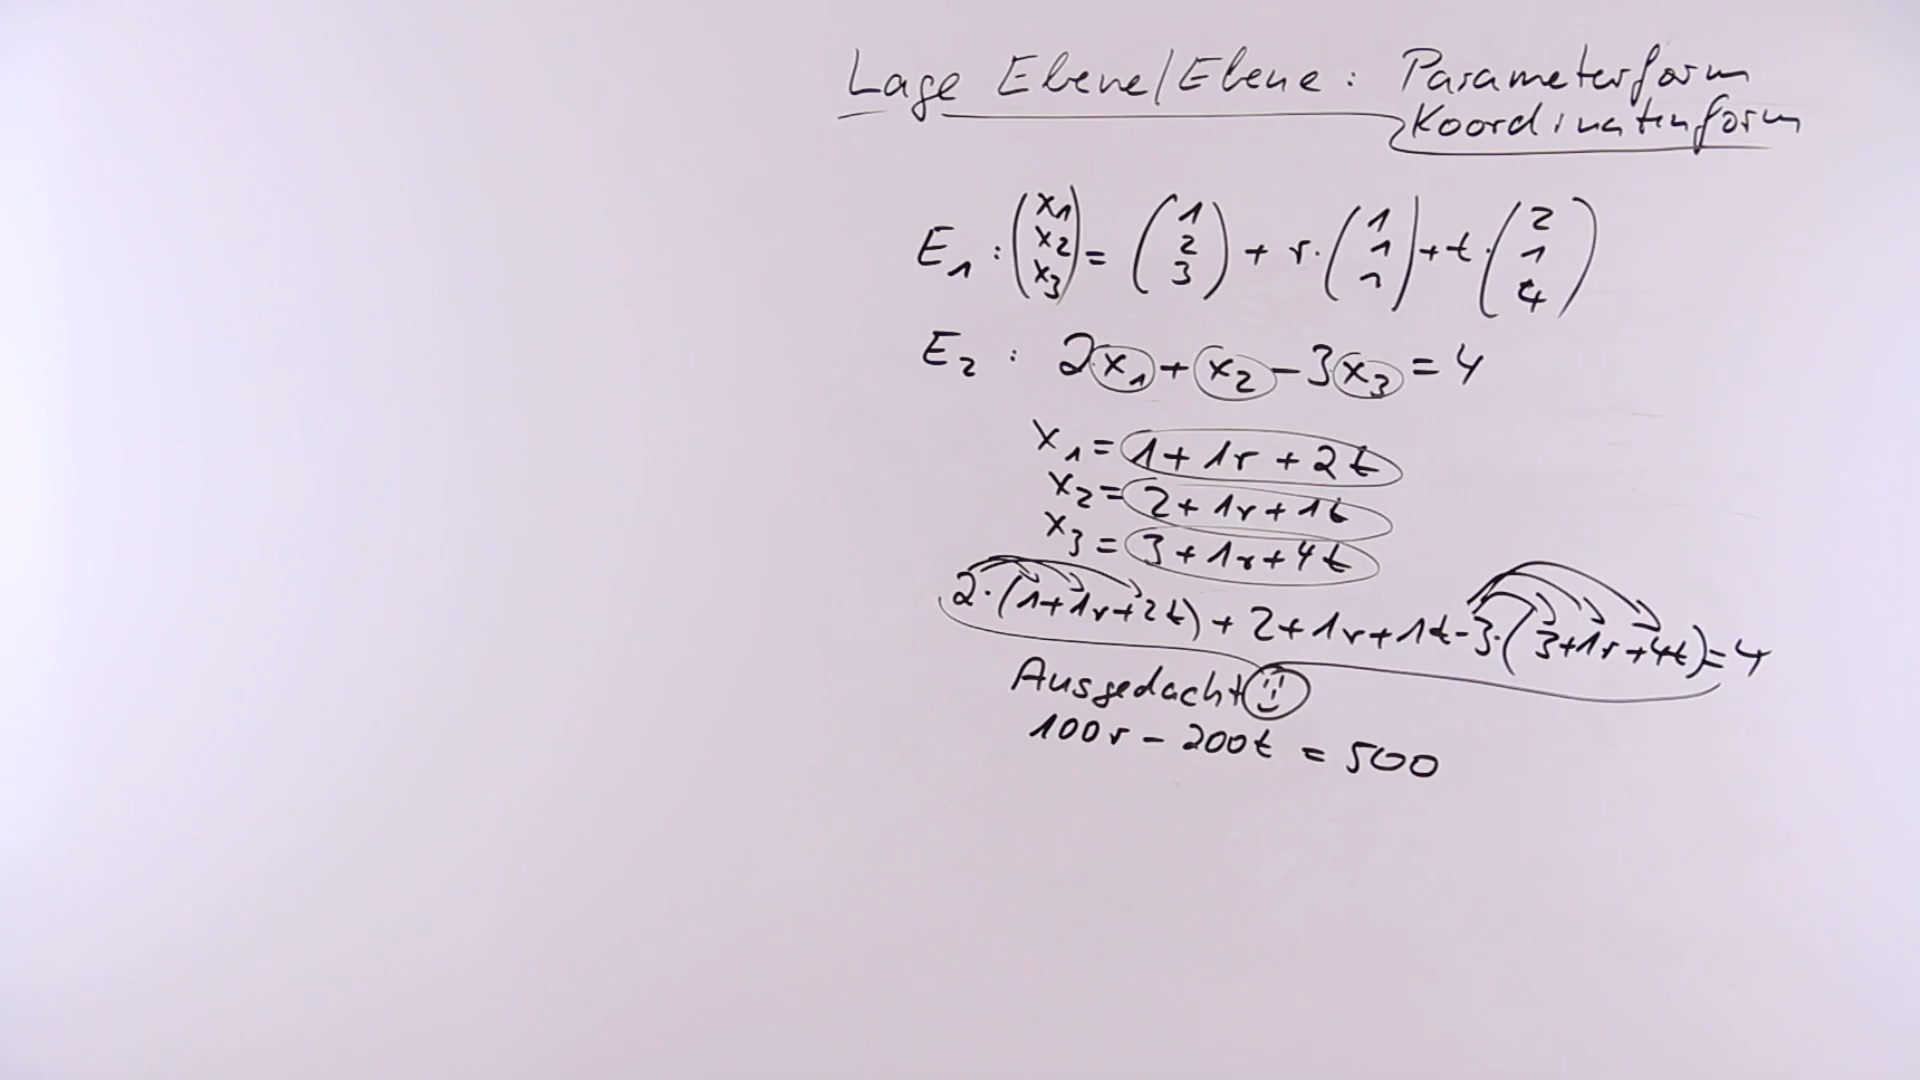 Lage Ebene/Ebene: Parameterform
Koordinatenform
E₁: (x₁ x₂ x₃) = (1 2 3) + r·(1 1 1) + t·(2 1 4)
E₂: 2x₁ + x₂ - 3x₃ = 4
x₁ = 1 + 1r + 2t
x₂ = 2 + 1r + 1t
x₃ = 3 + 1r + 4t
2·(1+1r+2t) + 2+1r+1t-3·(3+1r+4t) = 4
Ausgedacht
100r - 200t = 500